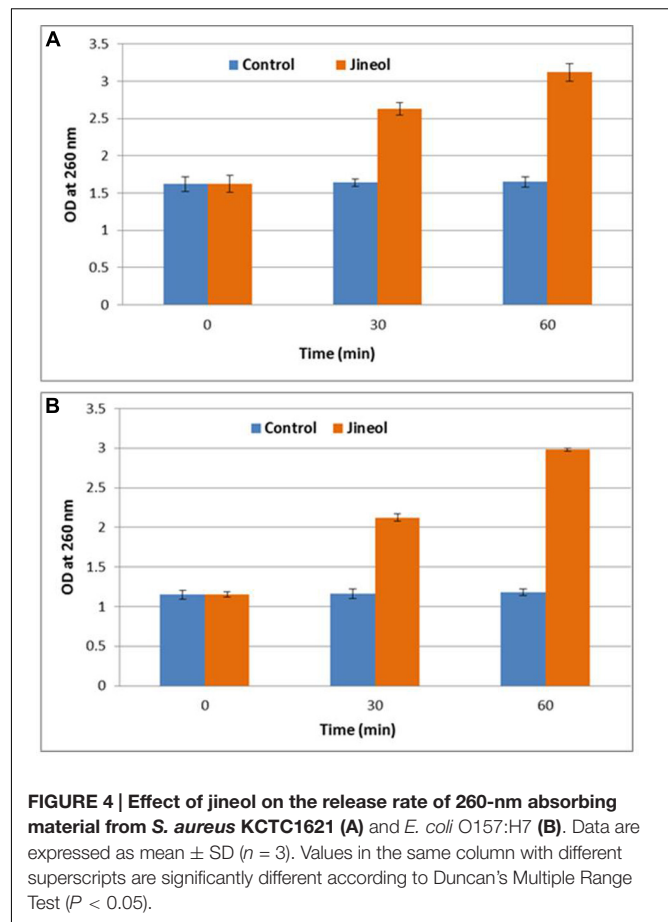 A
3.5
3
2.5
2
1.5
1
0.5
0
OD at 260 nm
Control Jineol
0 30 60
Time (min)
B
3.5
3
2.5
2
1.5
1
0.5
0
OD at 260 nm
Control Jineol
0 30 60
Time (min)
FIGURE 4 | Effect of jineol on the release rate of 260-nm absorbing
material from S. aureus KCTC1621 (A) and E. coli O157:H7 (B). Data are
expressed as mean ± SD (n = 3). Values in the same column with different
superscripts are significantly different according to Duncan's Multiple Range
Test (P < 0.05).